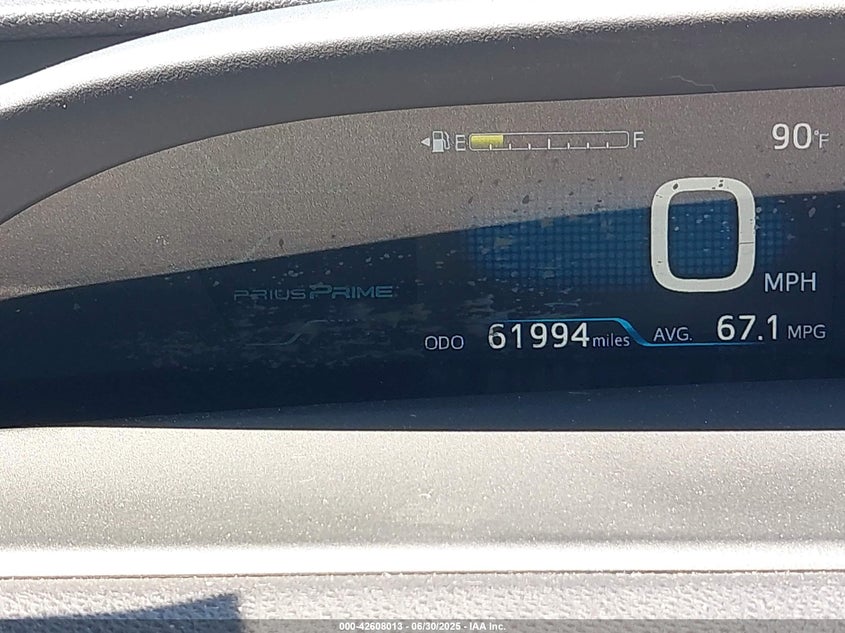 E F 90°F
0 MPH
PRIUS PRIME
ODO 61994 miles AVG. 67.1 MPG
000-42608013 - 06/30/2025 - IAA Inc.